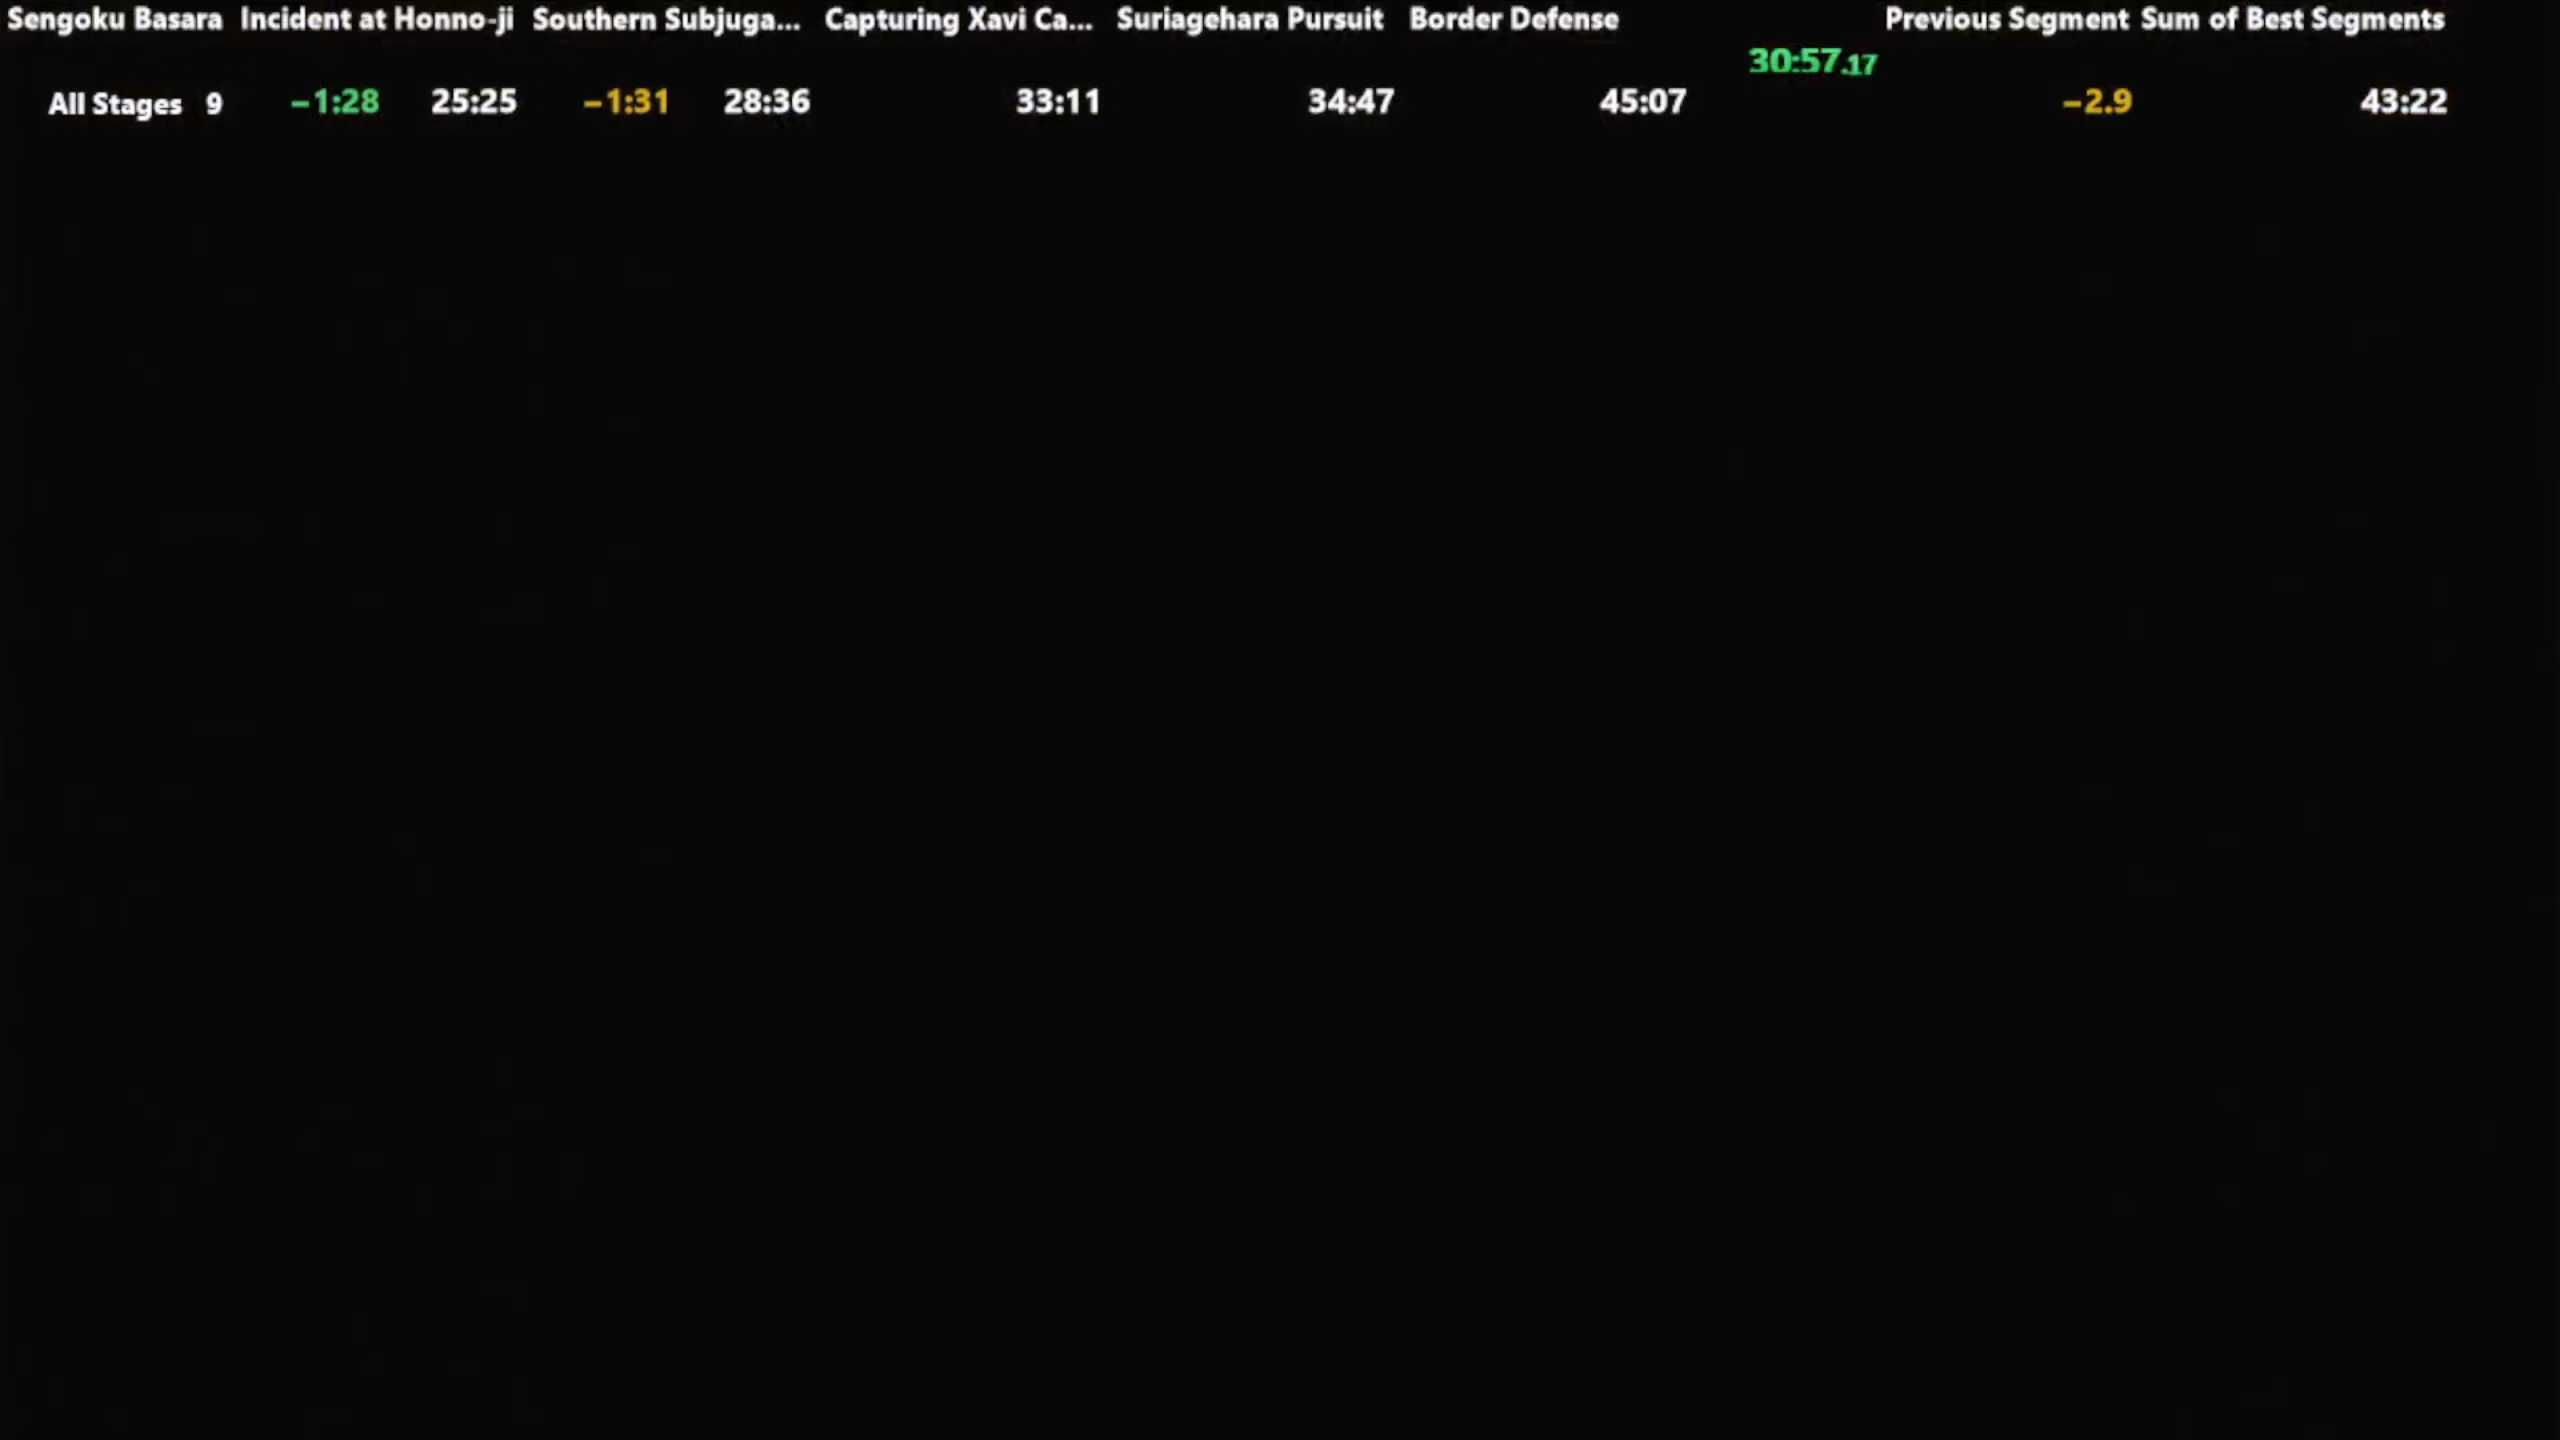 Sengoku Basara Incident at Honno-ji Southern Subjuga... Capturing Xavi Ca... Suriagehara Pursuit Border Defense Previous Segment Sum of Best Segments
30:57.17
All Stages 9 −1:28 25:25 −1:31 28:36 33:11 34:47 45:07 −2.9 43:22